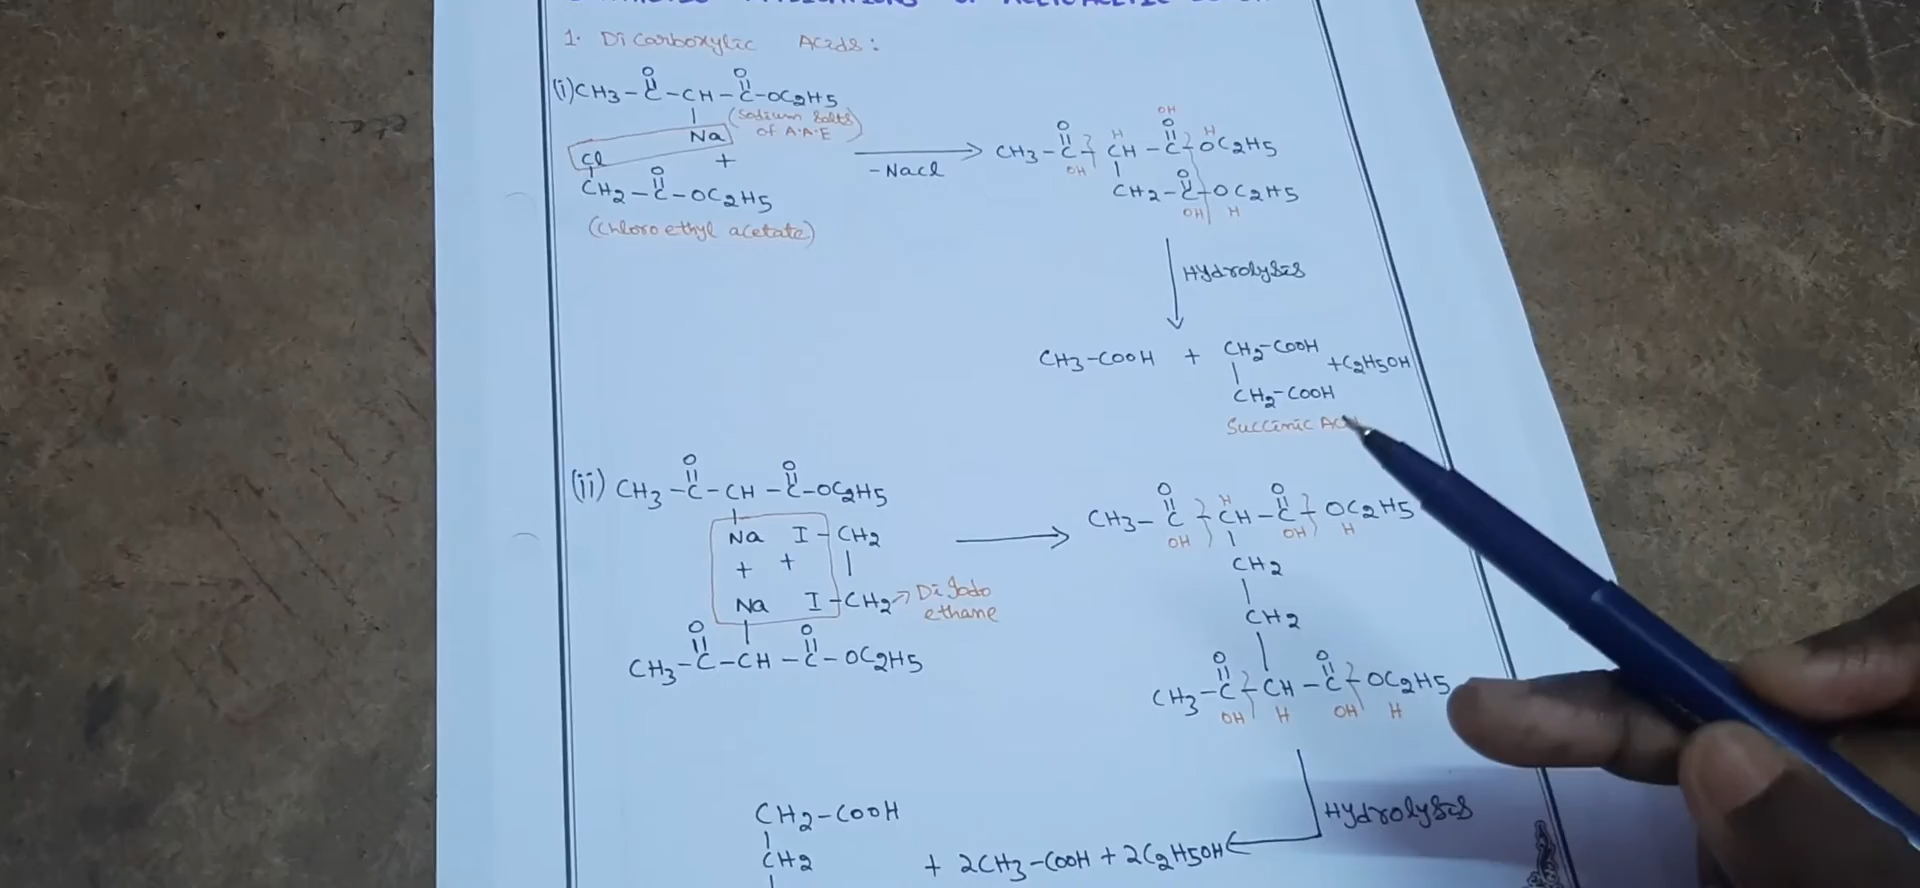 1. Dicarboxylic Acids:
O O
(i) CH3-C-CH-C-OC2H5
(Sodium Salts
of A.A.E)
Na
Cl +
O
CH2-C-OC2H5
(Chloro ethyl acetate)
-NaCl
OH
O H O H
CH3-C-CH-C-OC2H5
OH O
CH2-C-OC2H5
OH H
Hydrolysis
CH3-COOH + CH2-COOH +C2H5OH
CH2-COOH
Succinic
O O
(ii) CH3-C-CH-C-OC2H5
Na I-CH2
+ +
Na I-CH2 → Di Iodo
ethane
O O
CH3-C-CH-C-OC2H5
O H O
CH3-C-CH-C-OC2H5
OH OH H
CH2
CH2
O O
CH3-C-CH-C-OC2H5
OH H OH H
Hydrolysis
CH2-COOH
CH2 + 2CH3-COOH + 2C2H5OH